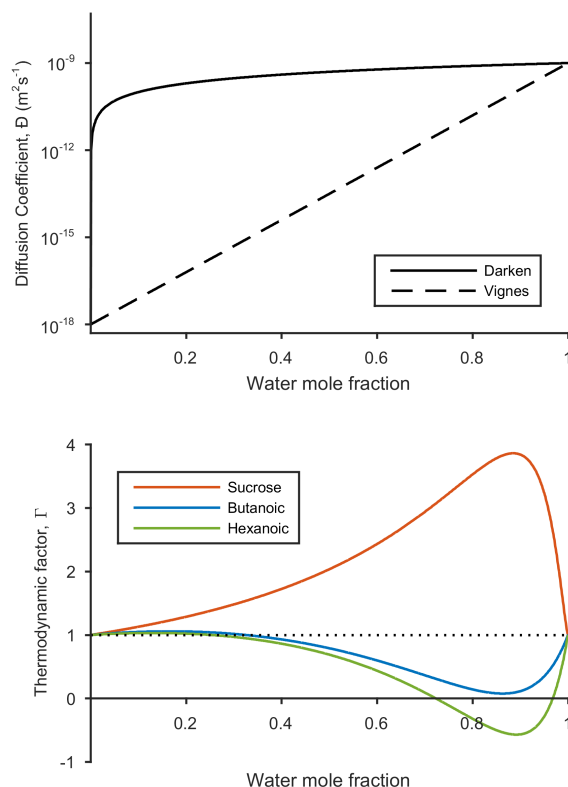 Diffusion Coefficient, Đ (m²s⁻¹)
10⁻⁹
10⁻¹²
10⁻¹⁵
10⁻¹⁸
Darken
Vignes
0.2 0.4 0.6 0.8 1
Water mole fraction
Thermodynamic factor, Γ
4
3
2
1
0
-1
Sucrose
Butanoic
Hexanoic
0.2 0.4 0.6 0.8 1
Water mole fraction